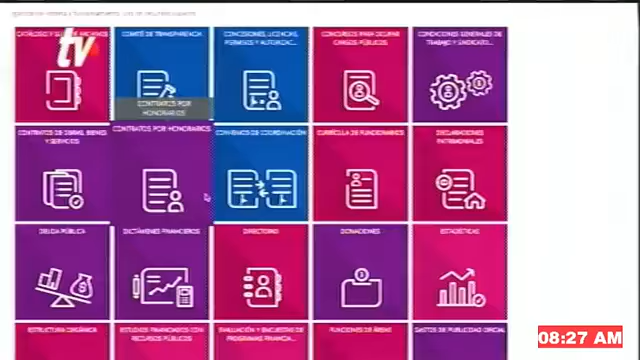 tv
CATÁLOGO Y
ARCHIVOS
COMITÉ DE TRANSPARENCIA
CONCESIONES, LICENCIAS,
PERMISOS Y AUTORIZAC...
CONCURSOS PARA OCUPAR
CARGOS PÚBLICOS
CONDICIONES GENERALES DE
TRABAJO Y SINDICATO...
CONTRATOS POR
HONORARIOS
CONTRATOS DE OBRAS, BIENES
Y SERVICIOS
CONTRATOS POR HONORARIOS
CONVENIOS DE COORDINACIÓN
CURRÍCULA DE FUNCIONARIOS
DECLARACIONES
PATRIMONIALES
DEUDA PÚBLICA
DICTÁMENES FINANCIEROS
DIRECTORIO
DONACIONES
$
ESTADÍSTICAS
ESTRUCTURA ORGÁNICA
ESTUDIOS FINANCIADOS CON
RECURSOS PÚBLICOS
EVALUACIÓN Y ENCUESTAS DE
PROGRAMAS FINANCIA...
FUNCIONES DE ÁREAS
GASTOS DE PUBLICIDAD OFICIAL
08:27 AM